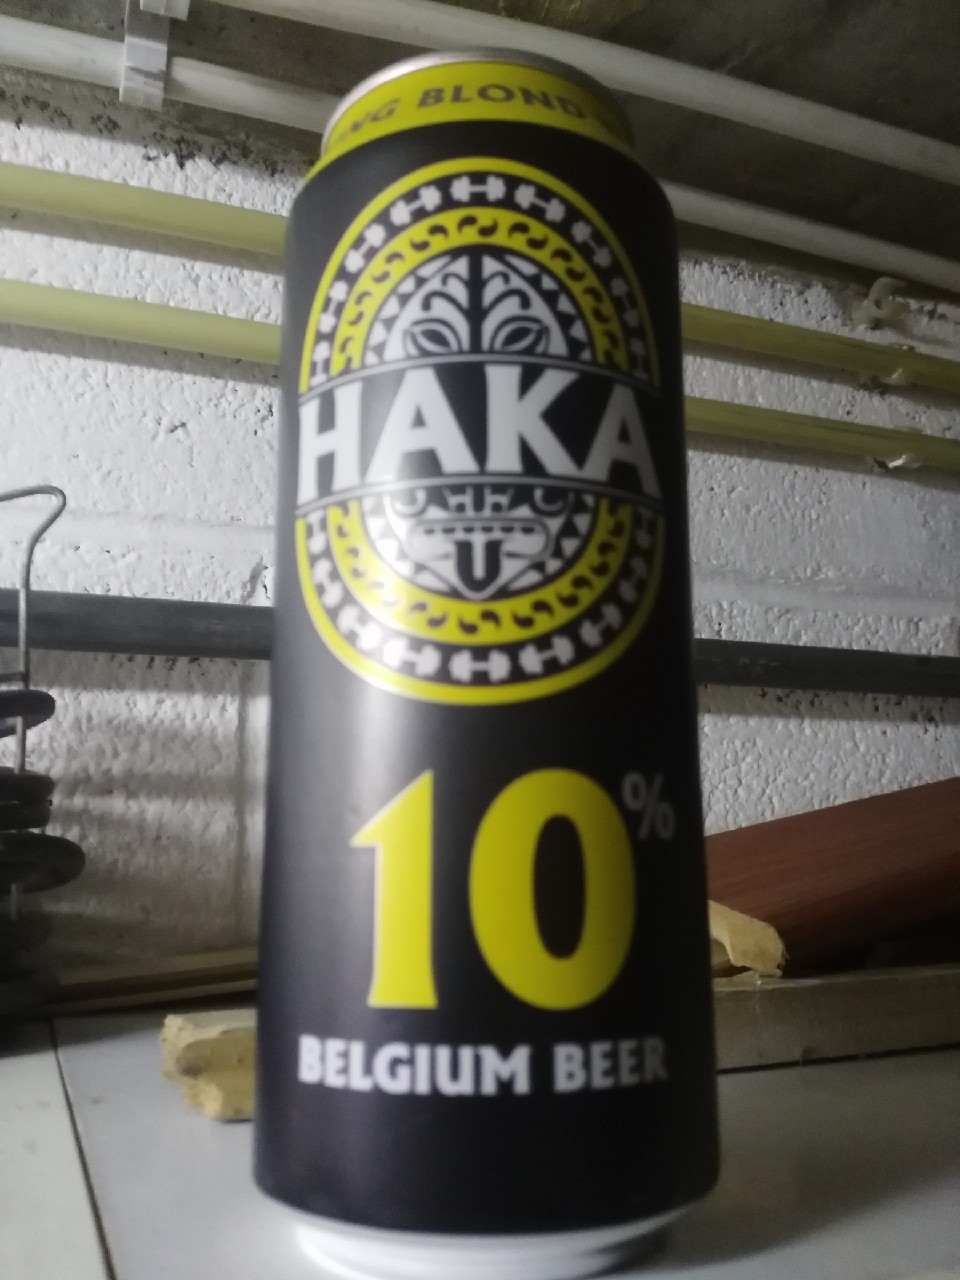 BLOND
HAKA
10%
BELGIUM BEER